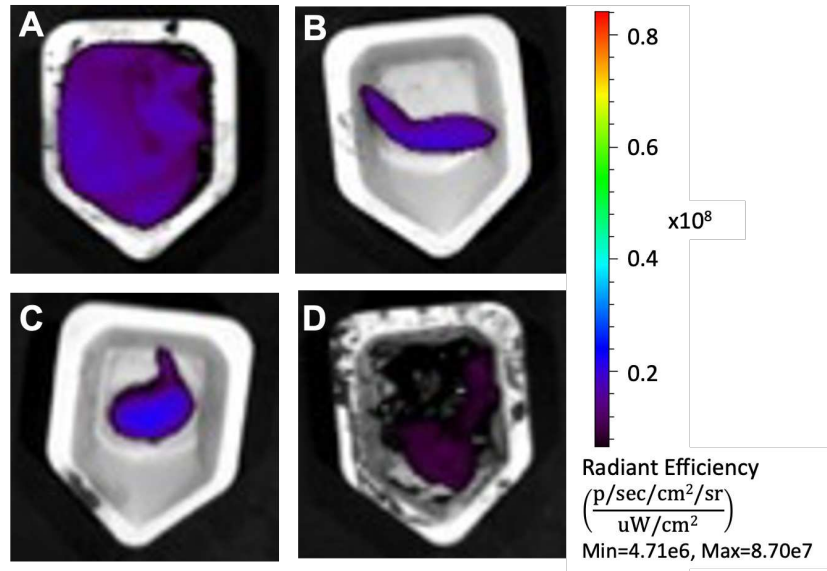 A
B
C
D
0.8
0.6
x10⁸
0.4
0.2
Radiant Efficiency
(p/sec/cm²/sr
uW/cm²)
Min=4.71e6, Max=8.70e7